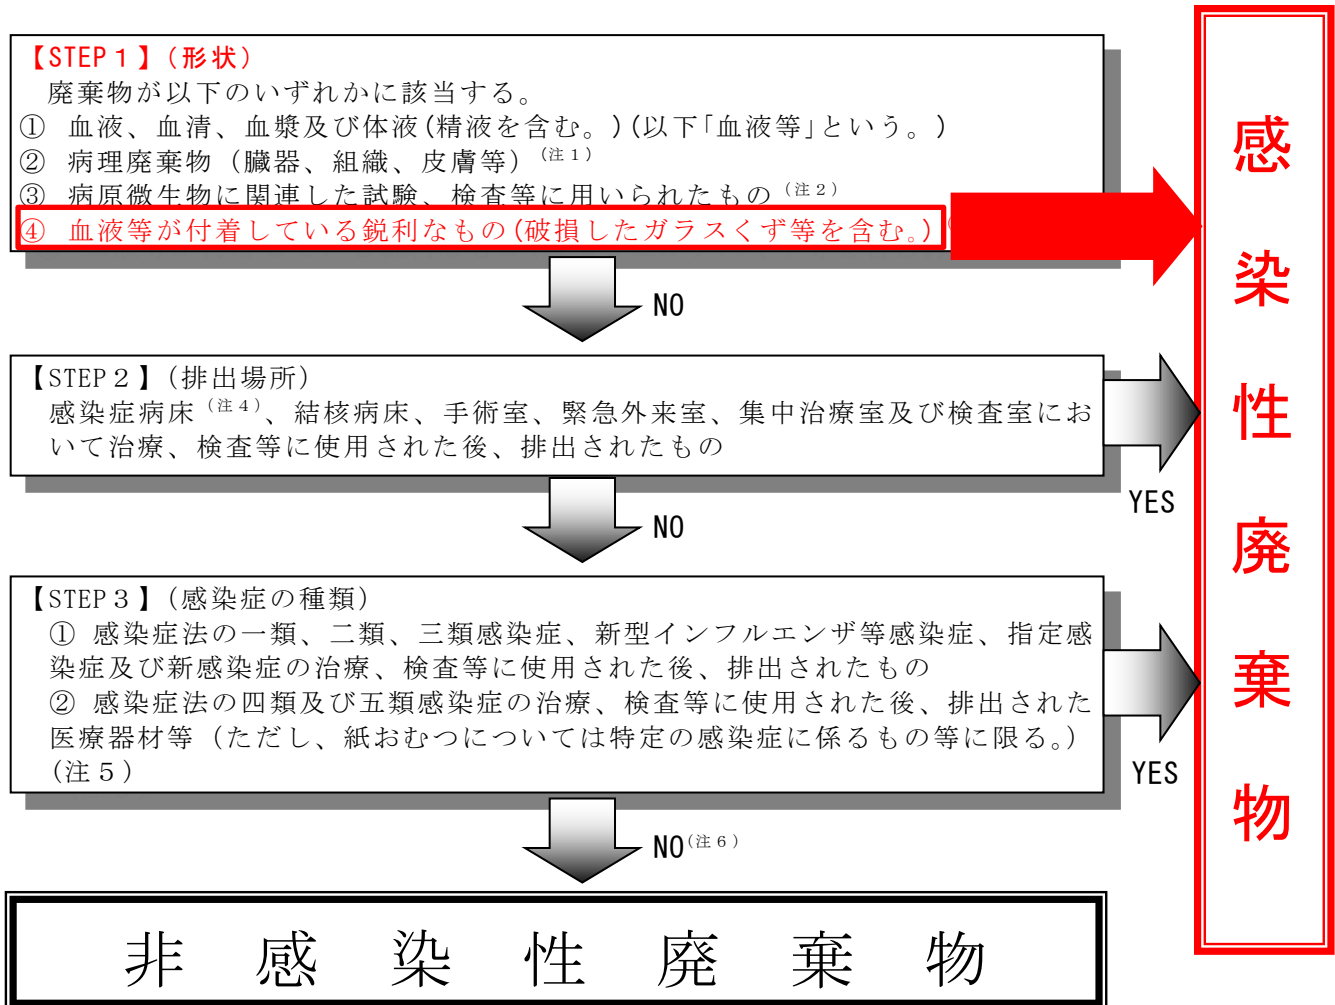 【STEP１】(形状)
廃棄物が以下のいずれかに該当する。
① 血液、血清、血漿及び体液(精液を含む。)(以下「血液等」という。)
② 病理廃棄物（臓器、組織、皮膚等）(注１)
③ 病原微生物に関連した試験、検査等に用いられたもの(注２)
④ 血液等が付着している鋭利なもの(破損したガラスくず等を含む。)
NO
【STEP２】(排出場所)
感染症病床(注４)、結核病床、手術室、緊急外来室、集中治療室及び検査室にお
いて治療、検査等に使用された後、排出されたもの
YES
NO
【STEP３】(感染症の種類)
① 感染症法の一類、二類、三類感染症、新型インフルエンザ等感染症、指定感
染症及び新感染症の治療、検査等に使用された後、排出されたもの
② 感染症法の四類及び五類感染症の治療、検査等に使用された後、排出された
医療器材等（ただし、紙おむつについては特定の感染症に係るもの等に限る。）
(注５)
YES
NO(注６)
非感染性廃棄物
感染性廃棄物